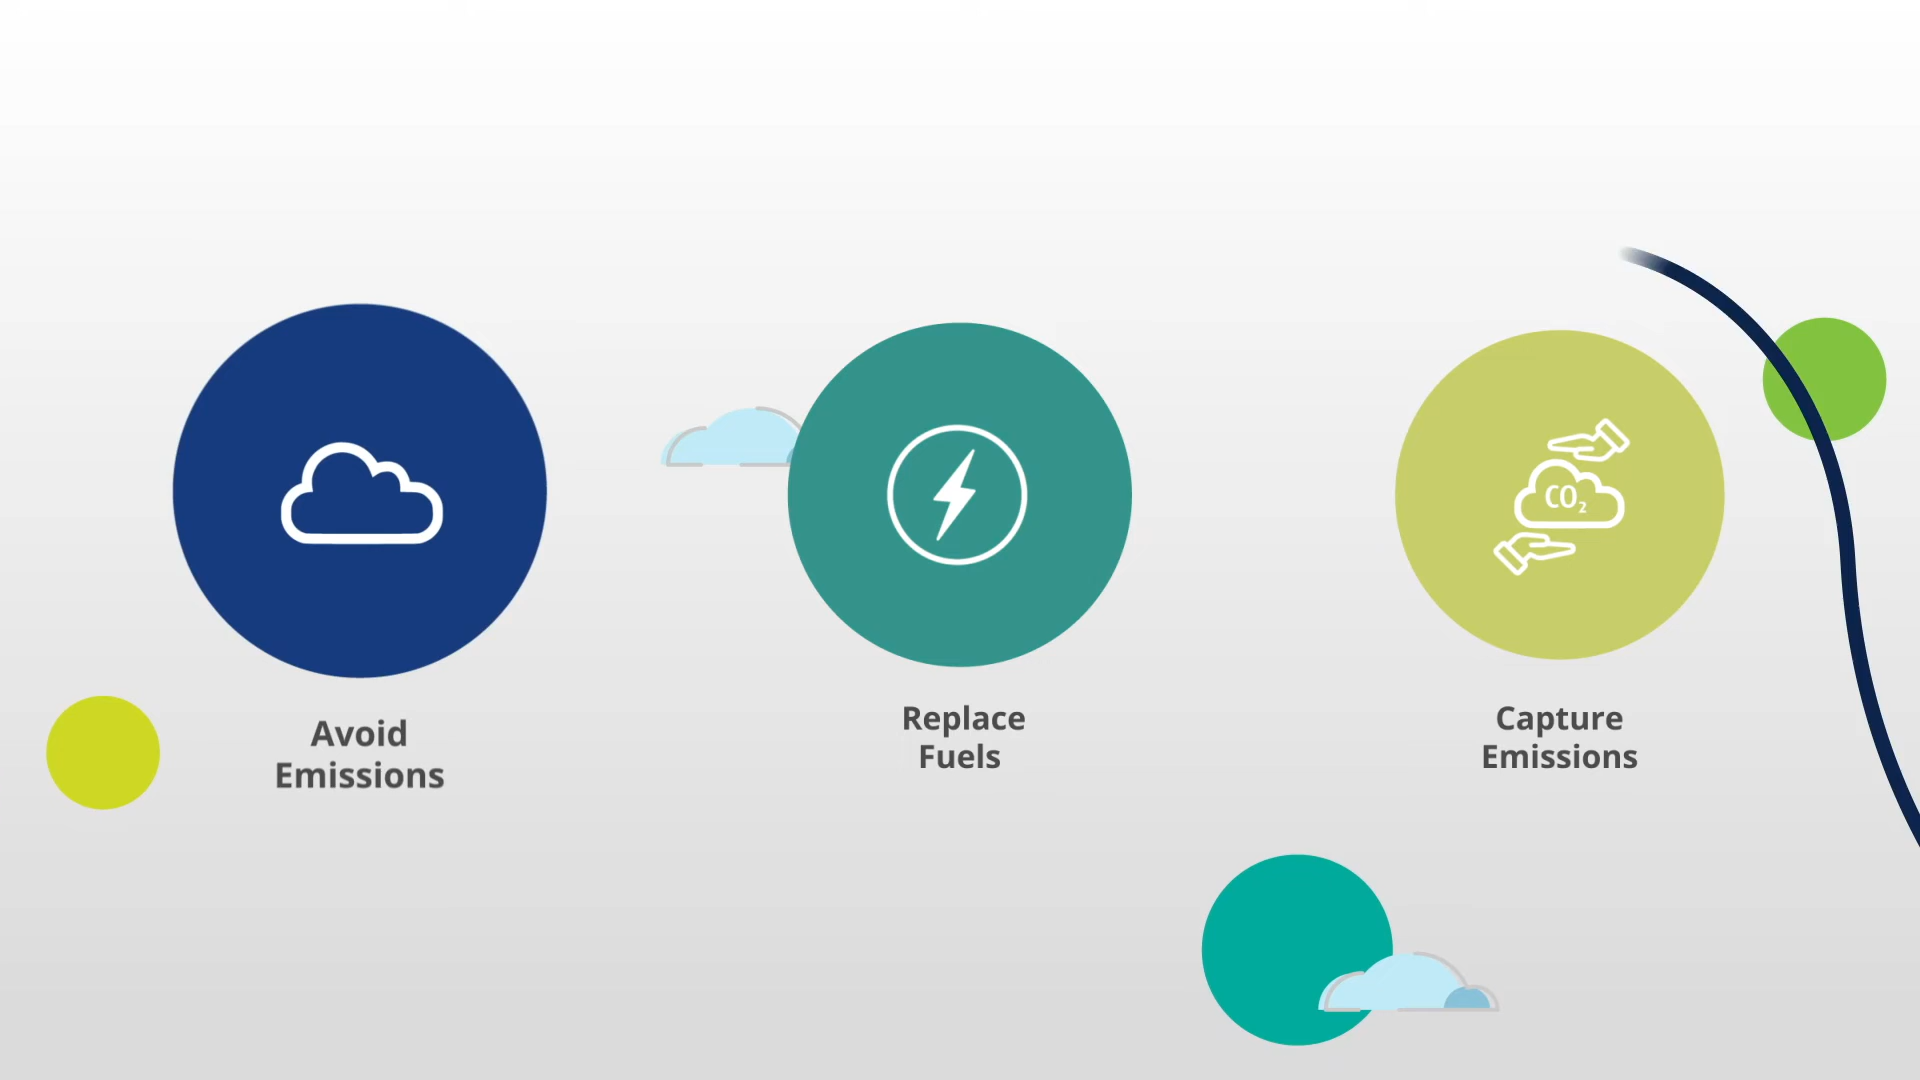 CO₂
Avoid
Emissions
Replace
Fuels
Capture
Emissions